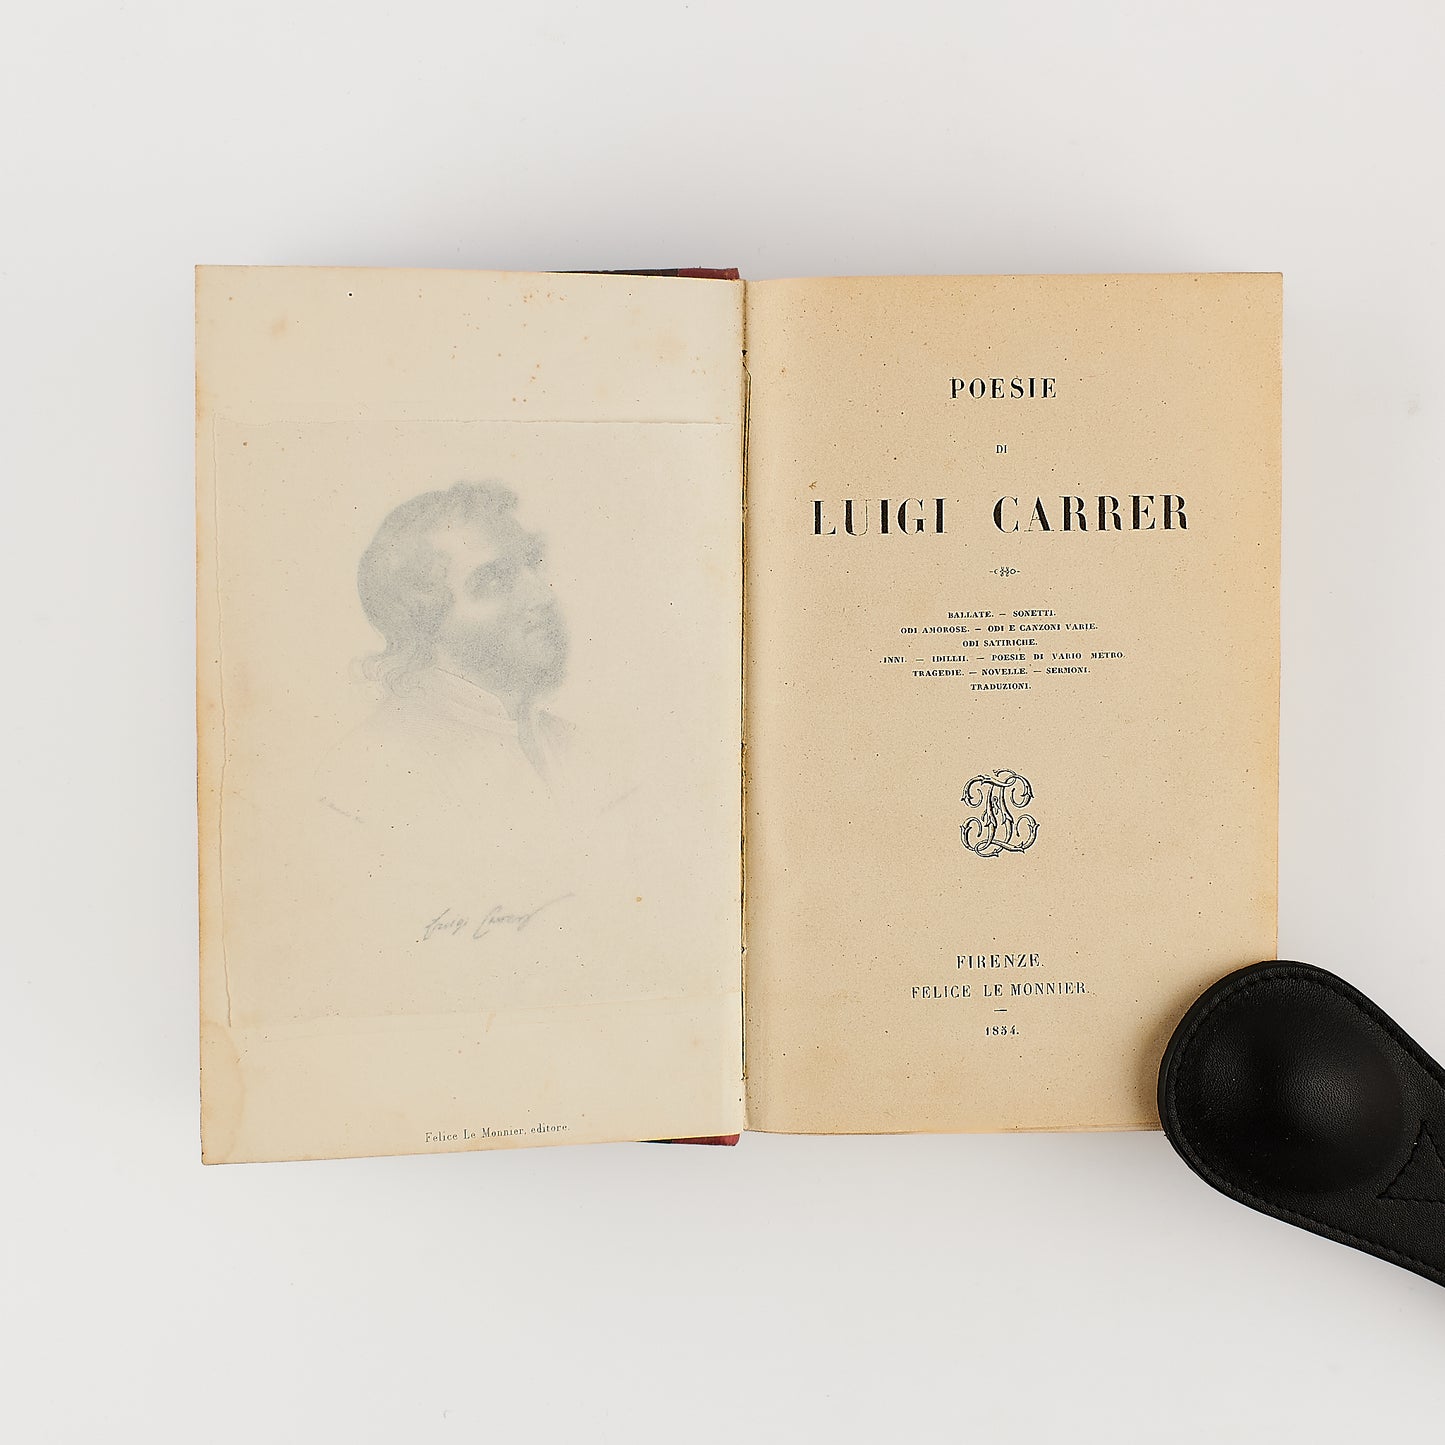 Luigi Carrer
Felice Le Monnier, editore.
POESIE
DI
LUIGI CARRER
BALLATE. — SONETTI.
ODI AMOROSE. — ODI E CANZONI VARIE.
ODI SATIRICHE.
INNI. — IDILLII. — POESIE DI VARIO METRO.
TRAGEDIE. — NOVELLE. — SERMONI.
TRADUZIONI.
FIRENZE.
FELICE LE MONNIER.
1854.